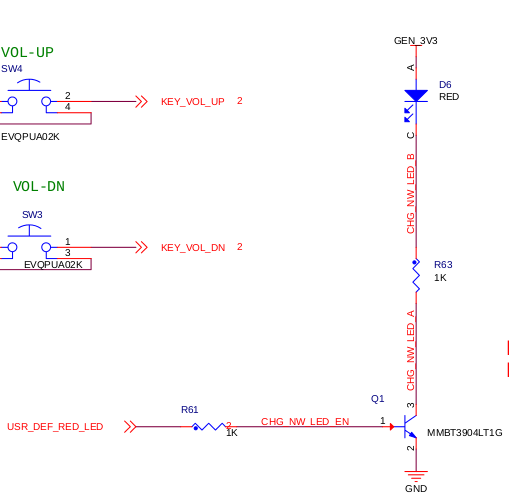 VOL-UP
SW4
2
4
KEY_VOL_UP 2
EVQPUA02K
VOL-DN
SW3
1
3
KEY_VOL_DN 2
EVQPUA02K
GEN_3V3
A
D6
RED
C
CHG_NW_LED_B
R63
1K
CHG_NW_LED_A
3
Q1
1
MMBT3904LT1G
2
GND
USR_DEF_RED_LED
R61
2
1K
CHG_NW_LED_EN